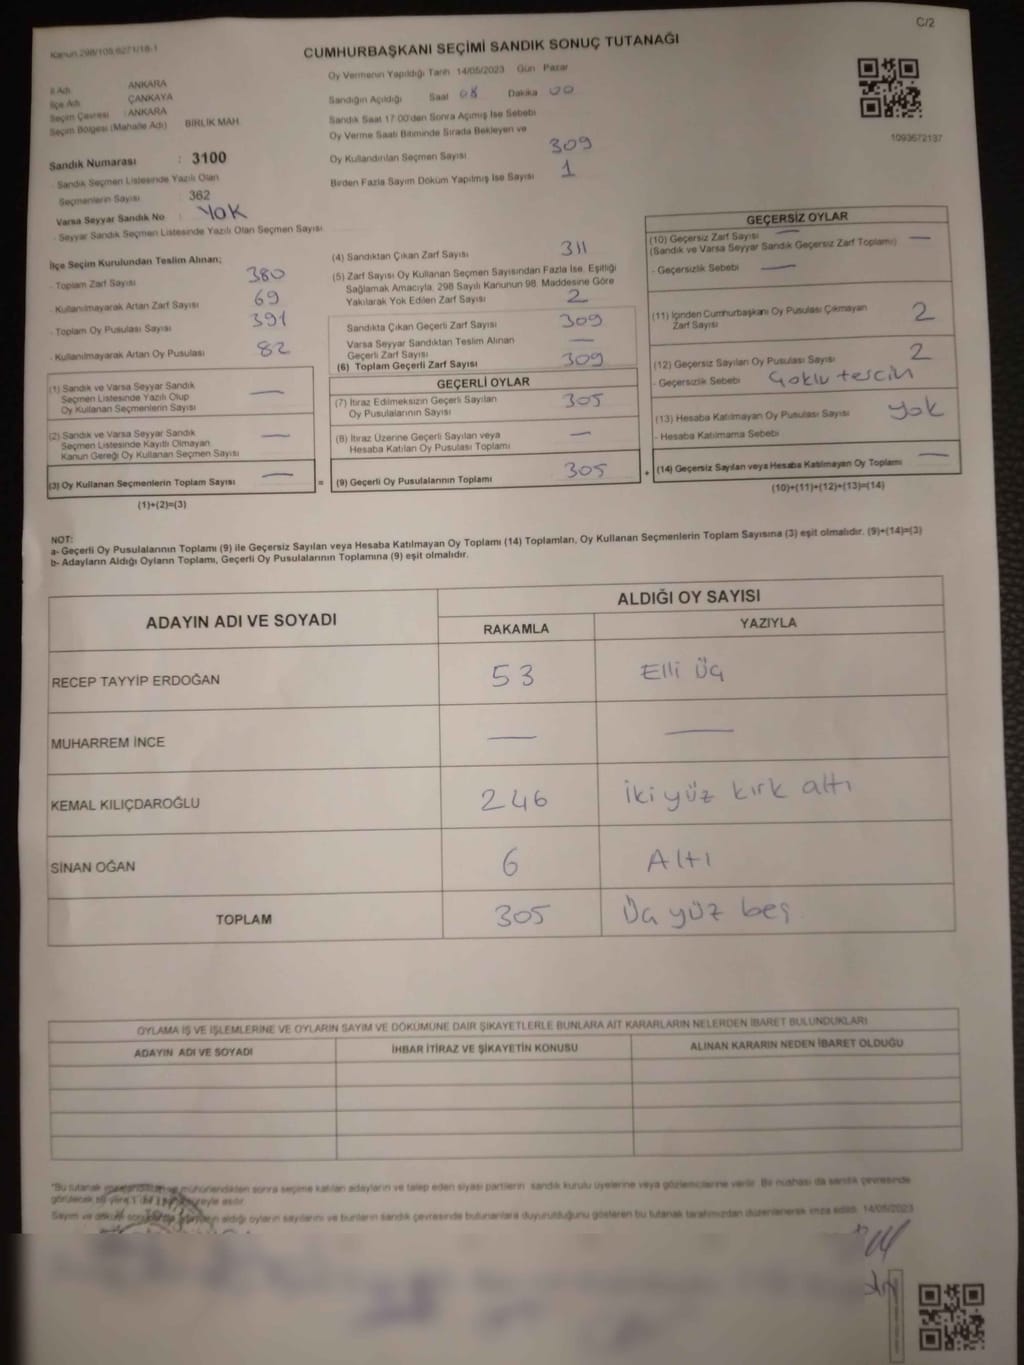 C/2
Kanun 298/105,6271/18-1
CUMHURBAŞKANI SEÇİMİ SANDIK SONUÇ TUTANAĞI
İl Adı ANKARA
İlçe Adı ÇANKAYA
Seçim Çevresi : ANKARA
Seçim Bölgesi (Mahalle Adı) BİRLİK MAH.
Oy Vermenin Yapıldığı Tarih 14/05/2023 Gün Pazar
Sandığın Açıldığı Saat 08 Dakika 00
Sandık Saat 17:00'den Sonra Açılmış İse Sebebi
Oy Verme Saati Bitiminde Sırada Bekleyen ve
Oy Kullandırılan Seçmen Sayısı 309
Birden Fazla Sayım Döküm Yapılmış İse Sayısı 1
1093672137
Sandık Numarası : 3100
- Sandık Seçmen Listesinde Yazılı Olan
Seçmenlerin Sayısı : 362
Varsa Seyyar Sandık No : YOK
- Seyyar Sandık Seçmen Listesinde Yazılı Olan Seçmen Sayısı
İlçe Seçim Kurulundan Teslim Alınan;
- Toplam Zarf Sayısı 380
- Kullanılmayarak Artan Zarf Sayısı 69
- Toplam Oy Pusulası Sayısı 391
- Kullanılmayarak Artan Oy Pusulası 82
(1) Sandık ve Varsa Seyyar Sandık
Seçmen Listesinde Yazılı Olup
Oy Kullanan Seçmenlerin Sayısı —
(2) Sandık ve Varsa Seyyar Sandık
Seçmen Listesinde Kayıtlı Olmayan
Kanun Gereği Oy Kullanan Seçmen Sayısı —
(3) Oy Kullanan Seçmenlerin Toplam Sayısı —
(1)+(2)=(3)
(4) Sandıktan Çıkan Zarf Sayısı 311
(5) Zarf Sayısı Oy Kullanan Seçmen Sayısından Fazla İse, Eşitliği
Sağlamak Amacıyla, 298 Sayılı Kanunun 98. Maddesine Göre
Yakılarak Yok Edilen Zarf Sayısı 2
Sandıkta Çıkan Geçerli Zarf Sayısı 309
Varsa Seyyar Sandıktan Teslim Alınan
Geçerli Zarf Sayısı —
(6) Toplam Geçerli Zarf Sayısı 309
GEÇERLİ OYLAR
(7) İtiraz Edilmeksizin Geçerli Sayılan
Oy Pusulalarının Sayısı 305
(8) İtiraz Üzerine Geçerli Sayılan veya
Hesaba Katılan Oy Pusulası Toplamı —
= (9) Geçerli Oy Pusulalarının Toplamı 305 +
GEÇERSİZ OYLAR
(10) Geçersiz Zarf Sayısı —
(Sandık ve Varsa Seyyar Sandık Geçersiz Zarf Toplamı) —
- Geçersizlik Sebebi —
(11) İçinden Cumhurbaşkanı Oy Pusulası Çıkmayan
Zarf Sayısı 2
(12) Geçersiz Sayılan Oy Pusulası Sayısı 2
- Geçersizlik Sebebi Çoklu tercih
(13) Hesaba Katılmayan Oy Pusulası Sayısı yok
- Hesaba Katılmama Sebebi
(14) Geçersiz Sayılan veya Hesaba Katılmayan Oy Toplamı —
(10)+(11)+(12)+(13)=(14)
NOT:
a- Geçerli Oy Pusulalarının Toplamı (9) ile Geçersiz Sayılan veya Hesaba Katılmayan Oy Toplamı (14) Toplamları, Oy Kullanan Seçmenlerin Toplam Sayısına (3) eşit olmalıdır. (9)+(14)=(3)
b- Adayların Aldığı Oyların Toplamı, Geçerli Oy Pusulalarının Toplamına (9) eşit olmalıdır.
ADAYIN ADI VE SOYADI
ALDIĞI OY SAYISI
RAKAMLA YAZIYLA
RECEP TAYYİP ERDOĞAN 53 Elli Üç
MUHARREM İNCE — —
KEMAL KILIÇDAROĞLU 246 iki yüz kırk altı
SİNAN OĞAN 6 Altı
TOPLAM 305 Üç yüz beş
OYLAMA İŞ VE İŞLEMLERİNE VE OYLARIN SAYIM VE DÖKÜMÜNE DAİR ŞİKAYETLERLE BUNLARA AİT KARARLARIN NELERDEN İBARET BULUNDUKLARI
ADAYIN ADI VE SOYADI İHBAR İTİRAZ VE ŞİKAYETİN KONUSU ALINAN KARARIN NEDEN İBARET OLDUĞU
"Bu tutanak mühürlendikten sonra seçime katılan adayların ve talep eden siyasi partilerin sandık kurulu üyelerine veya gözlemcilerine verilir. Bir nüshası da sandık çevresinde
görülecek bir yere süreyle asılır.
Sayım ve aldığı oyların sayılarını ve bunların sandık çevresinde bulunanlara duyurulduğunu gösteren bu tutanak tarafımızdan düzenlenerek imza edildi. 14/05/2023